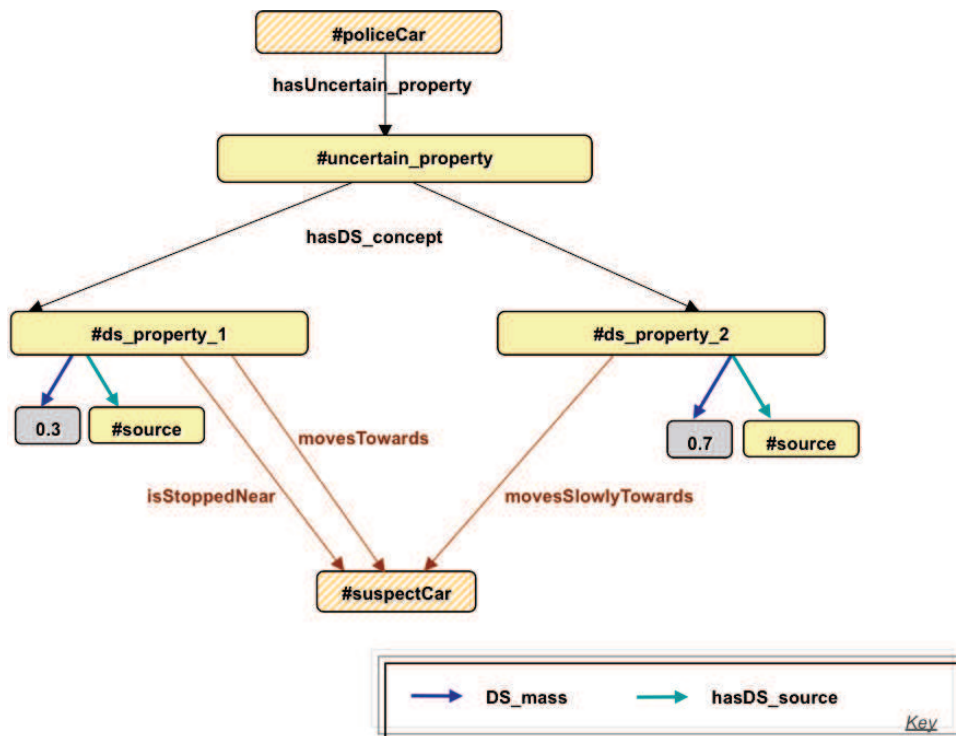 #policeCar
hasUncertain_property
#uncertain_property
hasDS_concept
#ds_property_1
#ds_property_2
0.3
#source
movesTowards
0.7
#source
isStoppedNear
movesSlowlyTowards
#suspectCar
DS_mass
hasDS_source
Key